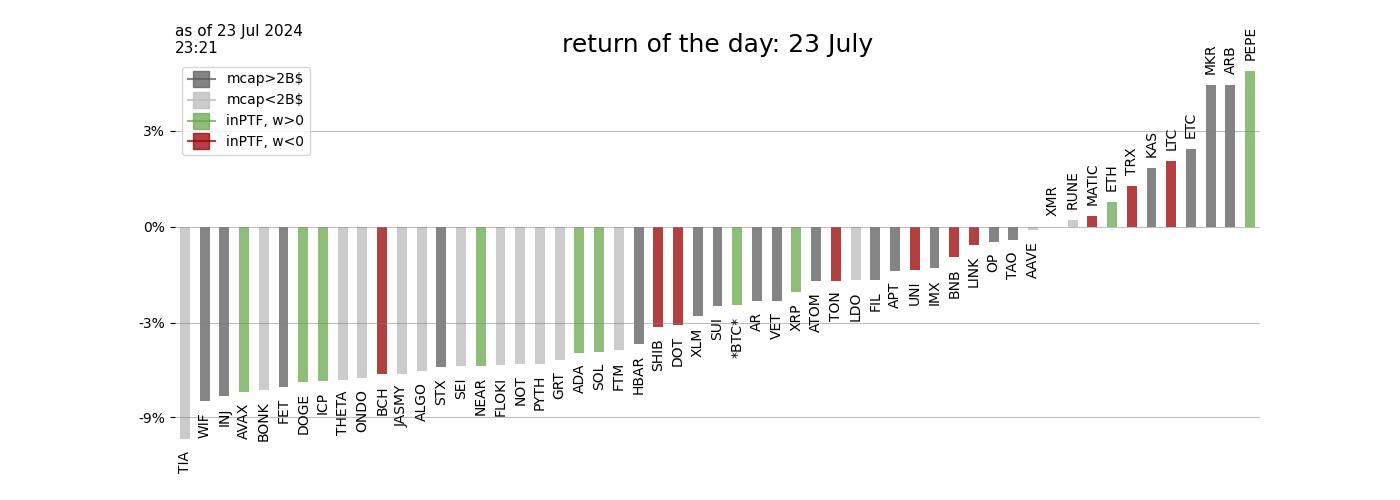 as of 23 Jul 2024
23:21
return of the day: 23 July
mcap>2B$
mcap<2B$
inPTF, w>0
inPTF, w<0
3%
0%
-3%
-9%
TIA
WIF
INJ
AVAX
BONK
FET
DOGE
ICP
THETA
ONDO
BCH
JASMY
ALGO
STX
SEI
NEAR
FLOKI
NOT
PYTH
GRT
ADA
SOL
FTM
HBAR
SHIB
DOT
XLM
SUI
*BTC*
AR
VET
XRP
ATOM
TON
LDO
FIL
APT
UNI
IMX
BNB
LINK
OP
TAO
AAVE
XMR
RUNE
MATIC
ETH
TRX
KAS
LTC
ETC
MKR
ARB
PEPE